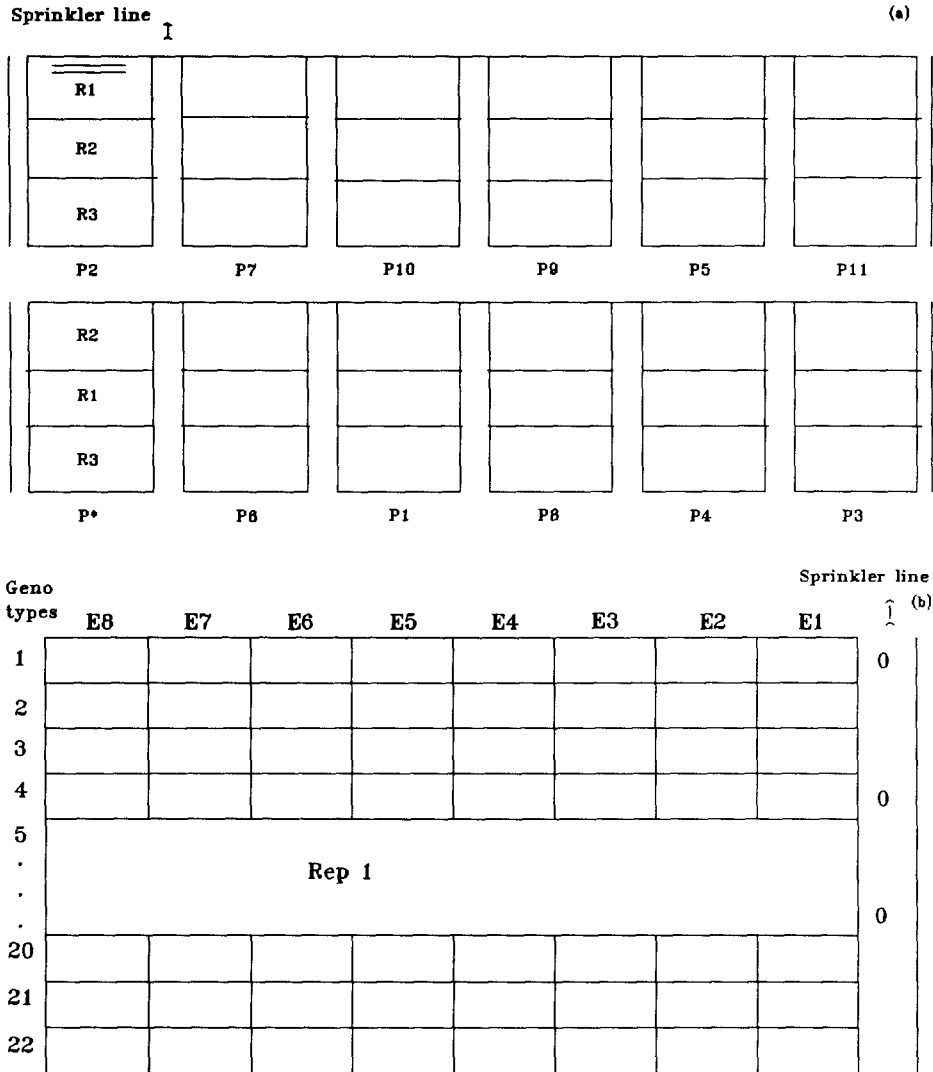 Sprinkler line
(a)
R1
R2
R3
P2 P7 P10 P9 P5 P11
R2
R1
R3
P* P6 P1 P8 P4 P3
Sprinkler line
(b)
Geno
types E8 E7 E6 E5 E4 E3 E2 E1
1 0
2
3
4 0
5
.
Rep 1
.
. 0
20
21
22